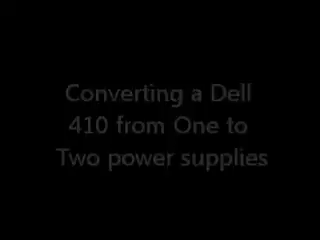 Converting a Dell
410 from One to
Two power supplies